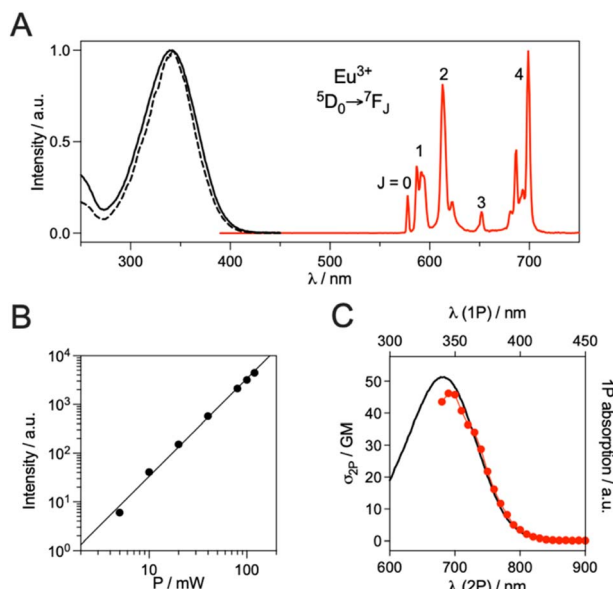 A
Intensity / a.u.
1.0
0.5
0.0
Eu³⁺
⁵D₀→⁷F_J
J = 0
1
2
3
4
300 400 500 600 700
λ / nm
B
Intensity / a.u.
10⁴
10³
10²
10¹
10⁰
10 100
P / mW
C
λ (1P) / nm
300 350 400 450
σ₂P / GM
50
40
30
20
10
0
1P absorption / a.u.
600 700 800 900
λ (2P) / nm